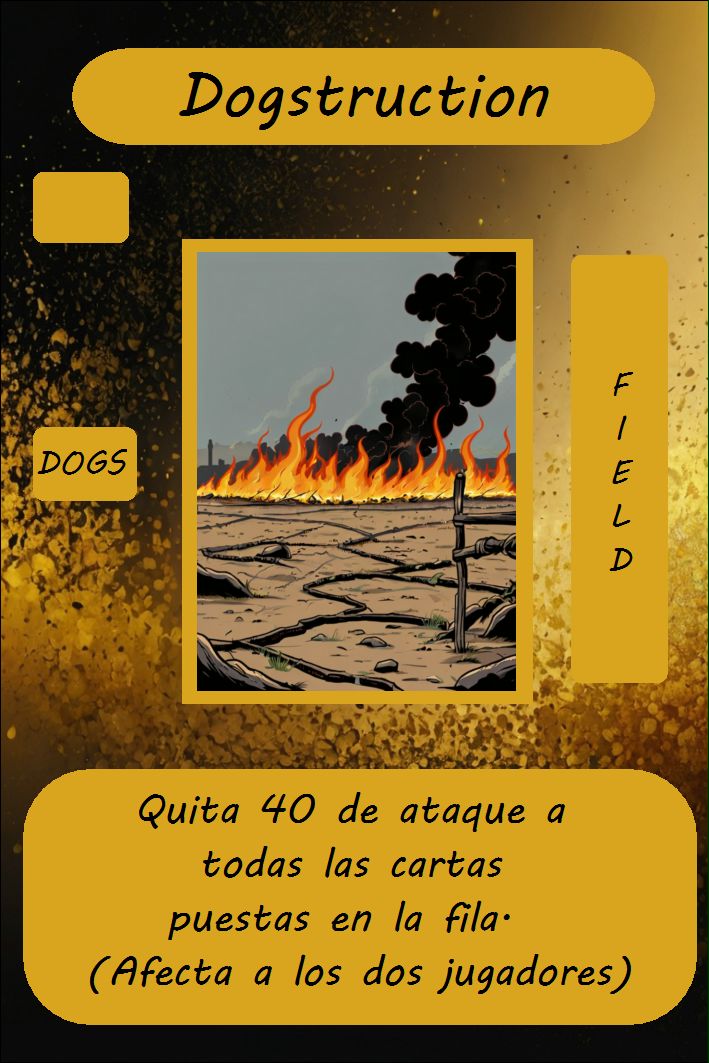 Dogstruction
DOGS
F
I
E
L
D
Quita 40 de ataque a
todas las cartas
puestas en la fila.
(Afecta a los dos jugadores)